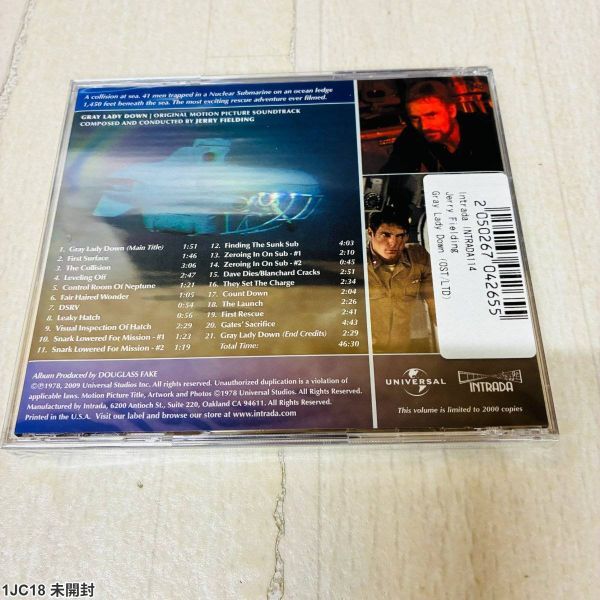 A collision at sea. 41 men trapped in a Nuclear Submarine on an ocean ledge
1,450 feet beneath the sea. The most exciting rescue adventure ever filmed.
GRAY LADY DOWN | ORIGINAL MOTION PICTURE SOUNDTRACK
COMPOSED AND CONDUCTED BY JERRY FIELDING
1. Gray Lady Down (Main Title) 1:51
2. First Surface 1:46
3. The Collision 3:06
4. Leveling Off 2:47
5. Control Room Of Neptune 1:21
6. Fair Haired Wonder 1:45
7. DSRV 0:54
8. Leaky Hatch 0:56
9. Visual Inspection Of Hatch 2:29
10. Snark Lowered For Mission - #1 0:30
11. Snark Lowered For Mission - #2 1:19
12. Finding The Sunk Sub 4:03
13. Zeroing In On Sub - #1 2:10
14. Zeroing In On Sub - #2 0:45
15. Dave Dies/Blanchard Cracks 2:51
16. They Set The Charge 2:34
17. Count Down 2:04
18. The Launch 2:26
19. First Rescue 2:41
20. Gates' Sacrifice 4:43
21. Gray Lady Down (End Credits) 2:29
Total Time: 46:30
Album Produced by DOUGLASS FAKE
©℗1978, 2009 Universal Studios Inc. All rights reserved. Unauthorized duplication is a violation of
applicable laws. Motion Picture Title, Artwork and Photos ©1978 Universal Studios. All Rights Reserved.
Manufactured by Intrada, 6200 Antioch St., Suite 220, Oakland CA 94611. All Rights Reserved.
Printed in the U.S.A. Visit our label and browse our store at www.intrada.com.
UNIVERSAL
INTRADA
This volume is limited to 2000 copies
2050267042655
Intrada INTRADA114
Jerry Fielding
Gray Lady Down (OST/LTD)
1JC18 未開封